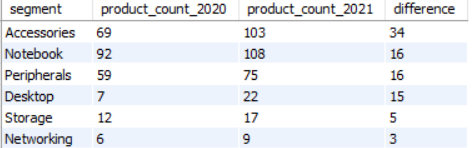 segment product_count_2020 product_count_2021 difference
Accessories 69 103 34
Notebook 92 108 16
Peripherals 59 75 16
Desktop 7 22 15
Storage 12 17 5
Networking 6 9 3